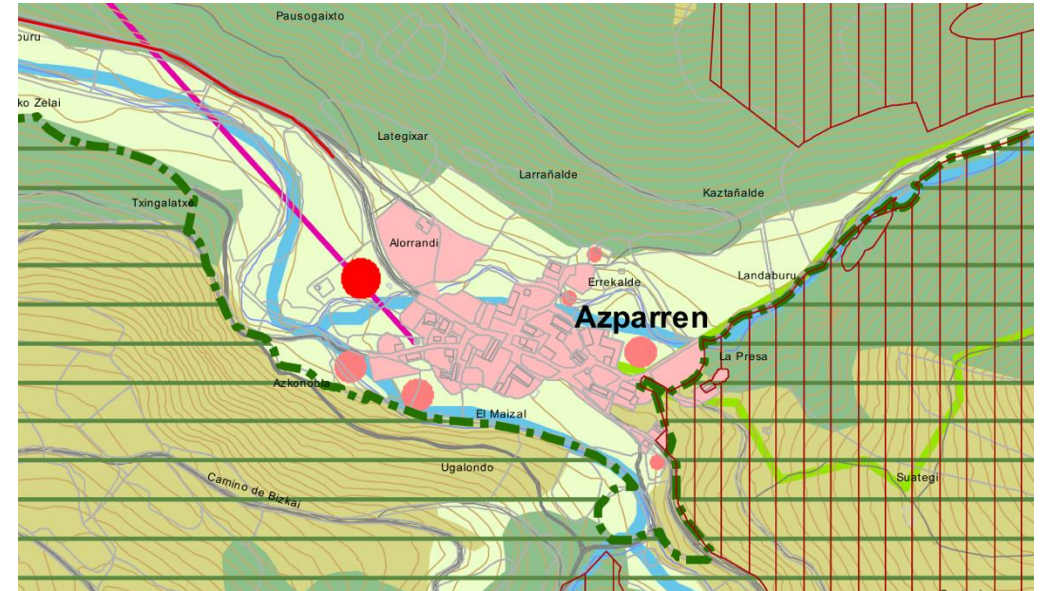 Pausogaixto
buru
ko Zelai
Lategixar
Larrañalde
Kaztañalde
Txingalatxe
Alorrandi
Errekalde
Landaburu
Azparren
La Presa
Azkonobia
El Maizal
Ugalondo
Suategi
Camino de Bizkai